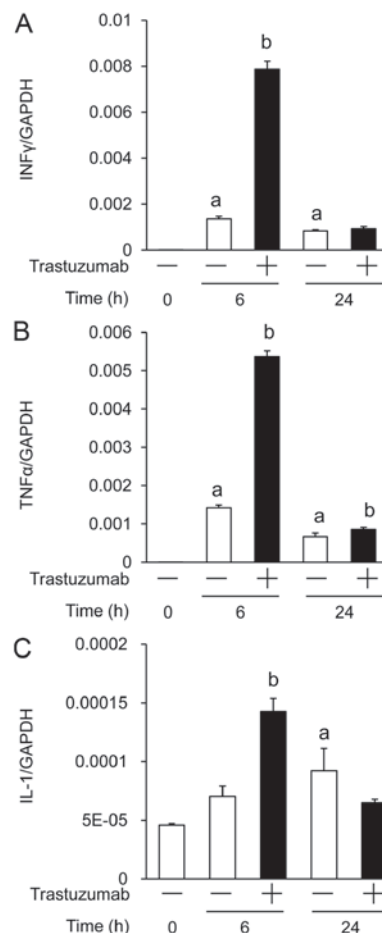 A
INFγ/GAPDH
0.01
0.008
0.006
0.004
0.002
0
a
b
a
Trastuzumab — — + — +
Time (h) 0 6 24
B
TNFα/GAPDH
0.006
0.005
0.004
0.003
0.002
0.001
0
a
b
a
b
Trastuzumab — — + — +
Time (h) 0 6 24
C
IL-1/GAPDH
0.0002
0.00015
0.0001
5E-05
0
b
a
Trastuzumab — — + — +
Time (h) 0 6 24